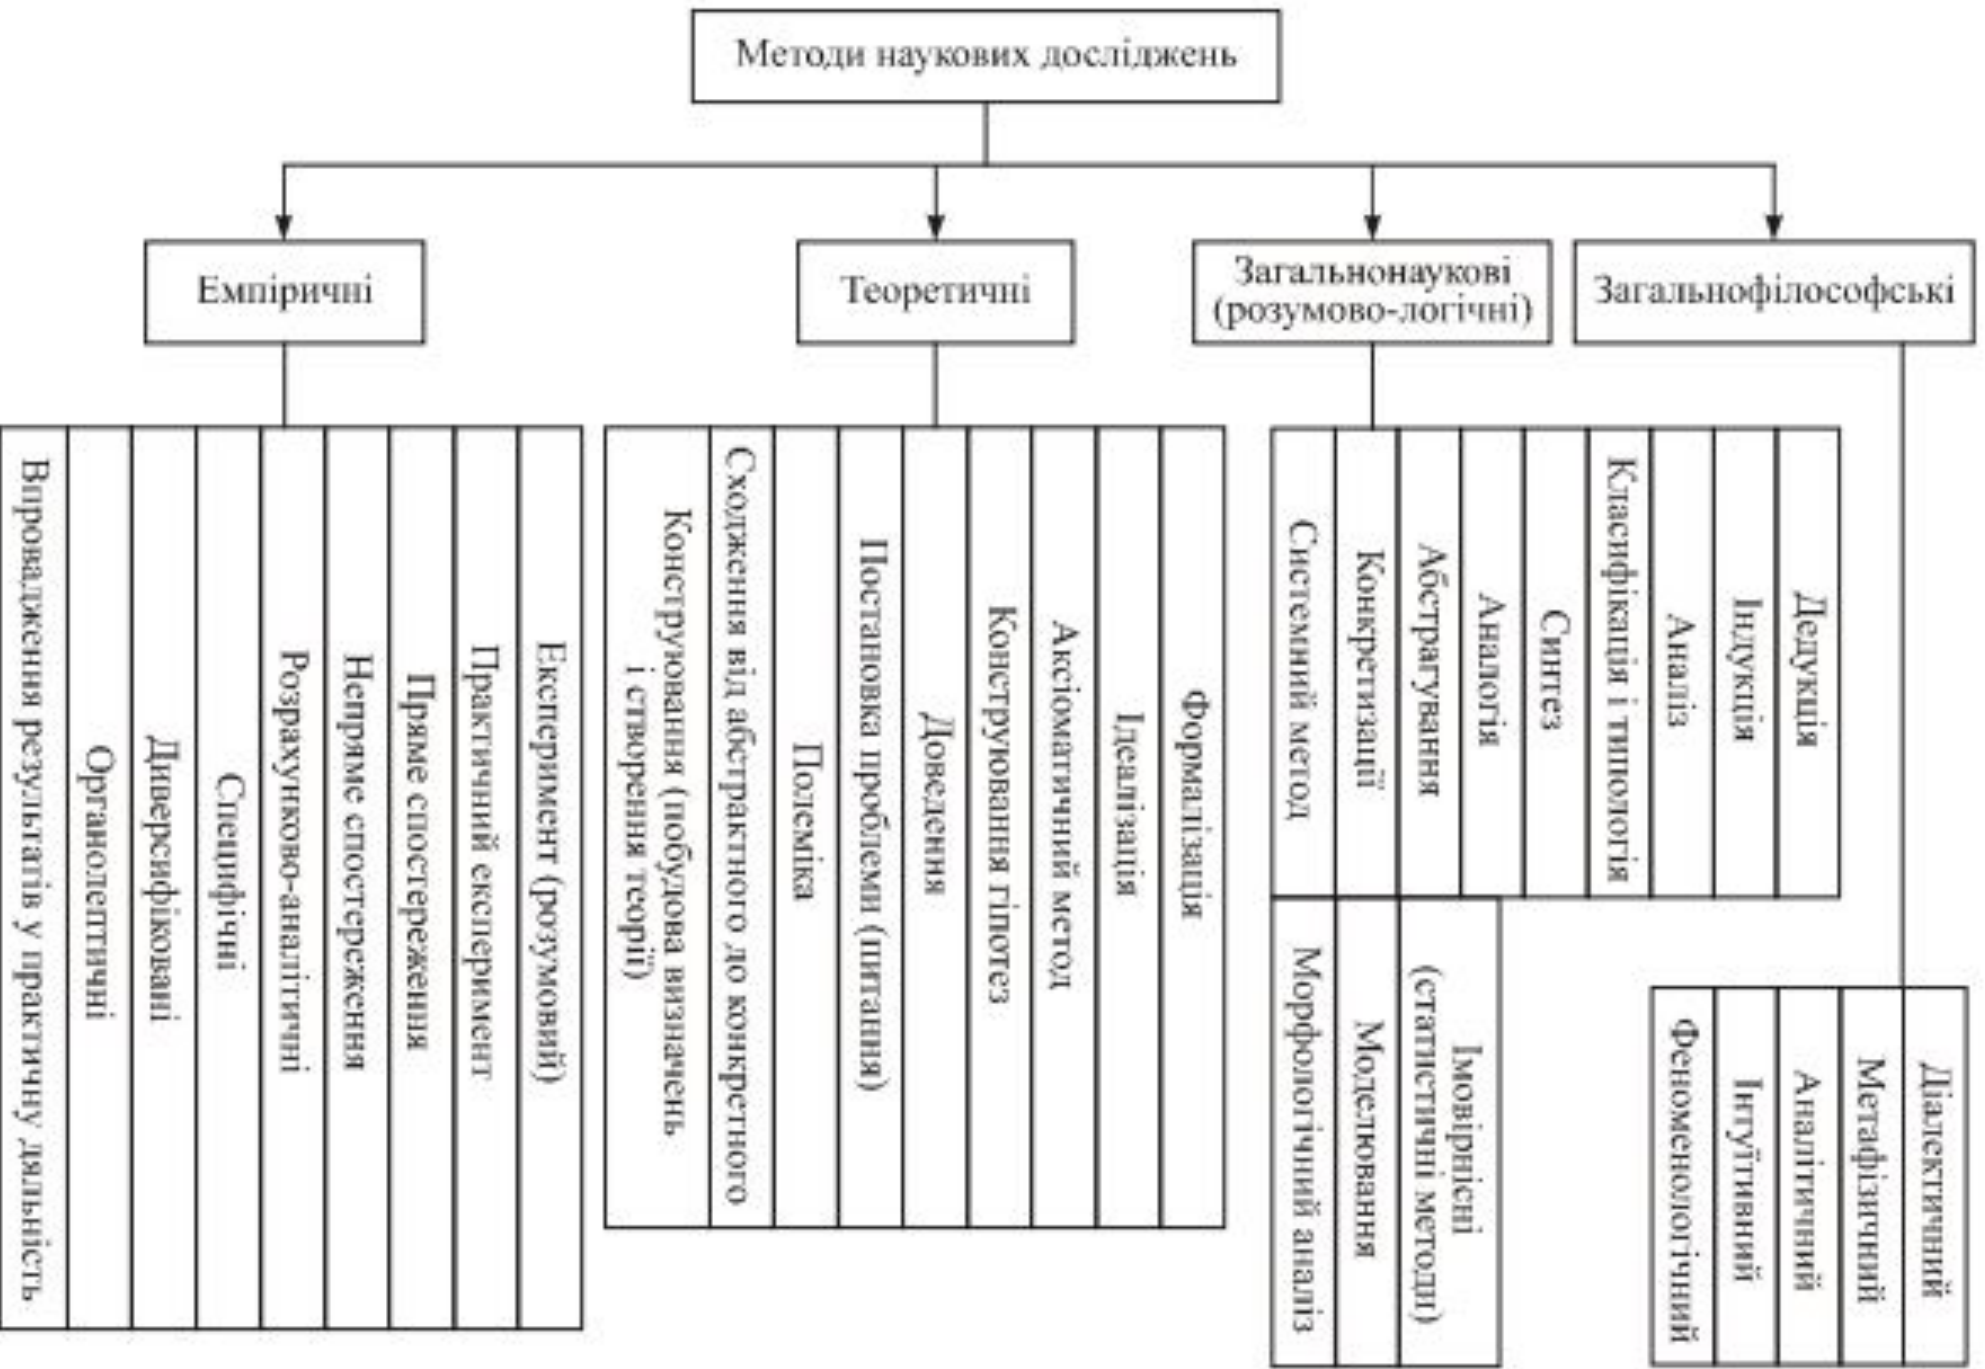 Методи наукових досліджень
Емпіричні
Теоретичні
Загальнонаукові
(розумово-логічні)
Загальнофілософські
Впровадження результатів у практичну дяльність
Органолептичні
Диверсифіковані
Специфічні
Розрахунково-аналітичні
Непряме спостереження
Пряме спостереження
Практичний експеримент
Експеримент (розумовий)
Конструювання (побудова визначень
і створення теорії)
Сходження від абстрактного до конкретного
Полеміка
Постановка проблеми (питання)
Доведення
Конструювання гіпотез
Аксіоматичний метод
Ідеалізація
Формалізація
Системний метод
Конкретизації
Абстрагування
Аналогія
Синтез
Класифікація і типологія
Аналіз
Індукція
Дедукція
Морфологічний аналіз
Моделювання
Імовірнісні
(статистичні методи)
Феноменологічний
Інтуїтивний
Аналітичний
Метафізичний
Діалектичний